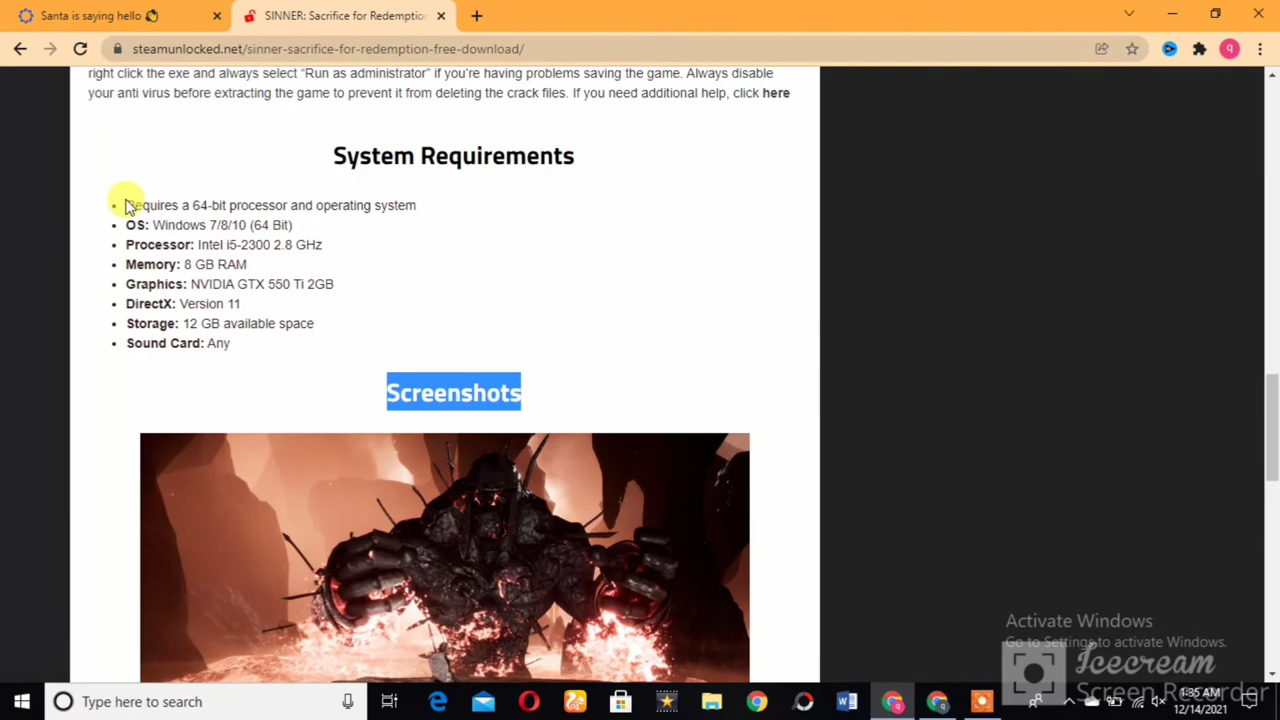 Santa is saying hello
SINNER: Sacrifice for Redemption
steamunlocked.net/sinner-sacrifice-for-redemption-free-download/
q
right click the exe and always select “Run as administrator” if you're having problems saving the game. Always disable
your anti virus before extracting the game to prevent it from deleting the crack files. If you need additional help, click here
System Requirements
Requires a 64-bit processor and operating system
OS: Windows 7/8/10 (64 Bit)
Processor: Intel i5-2300 2.8 GHz
Memory: 8 GB RAM
Graphics: NVIDIA GTX 550 Ti 2GB
DirectX: Version 11
Storage: 12 GB available space
Sound Card: Any
Screenshots
Activate Windows
Go to Settings to activate Windows.
Icecream
Screen Recorder
Type here to search
1:35 AM
12/14/2021